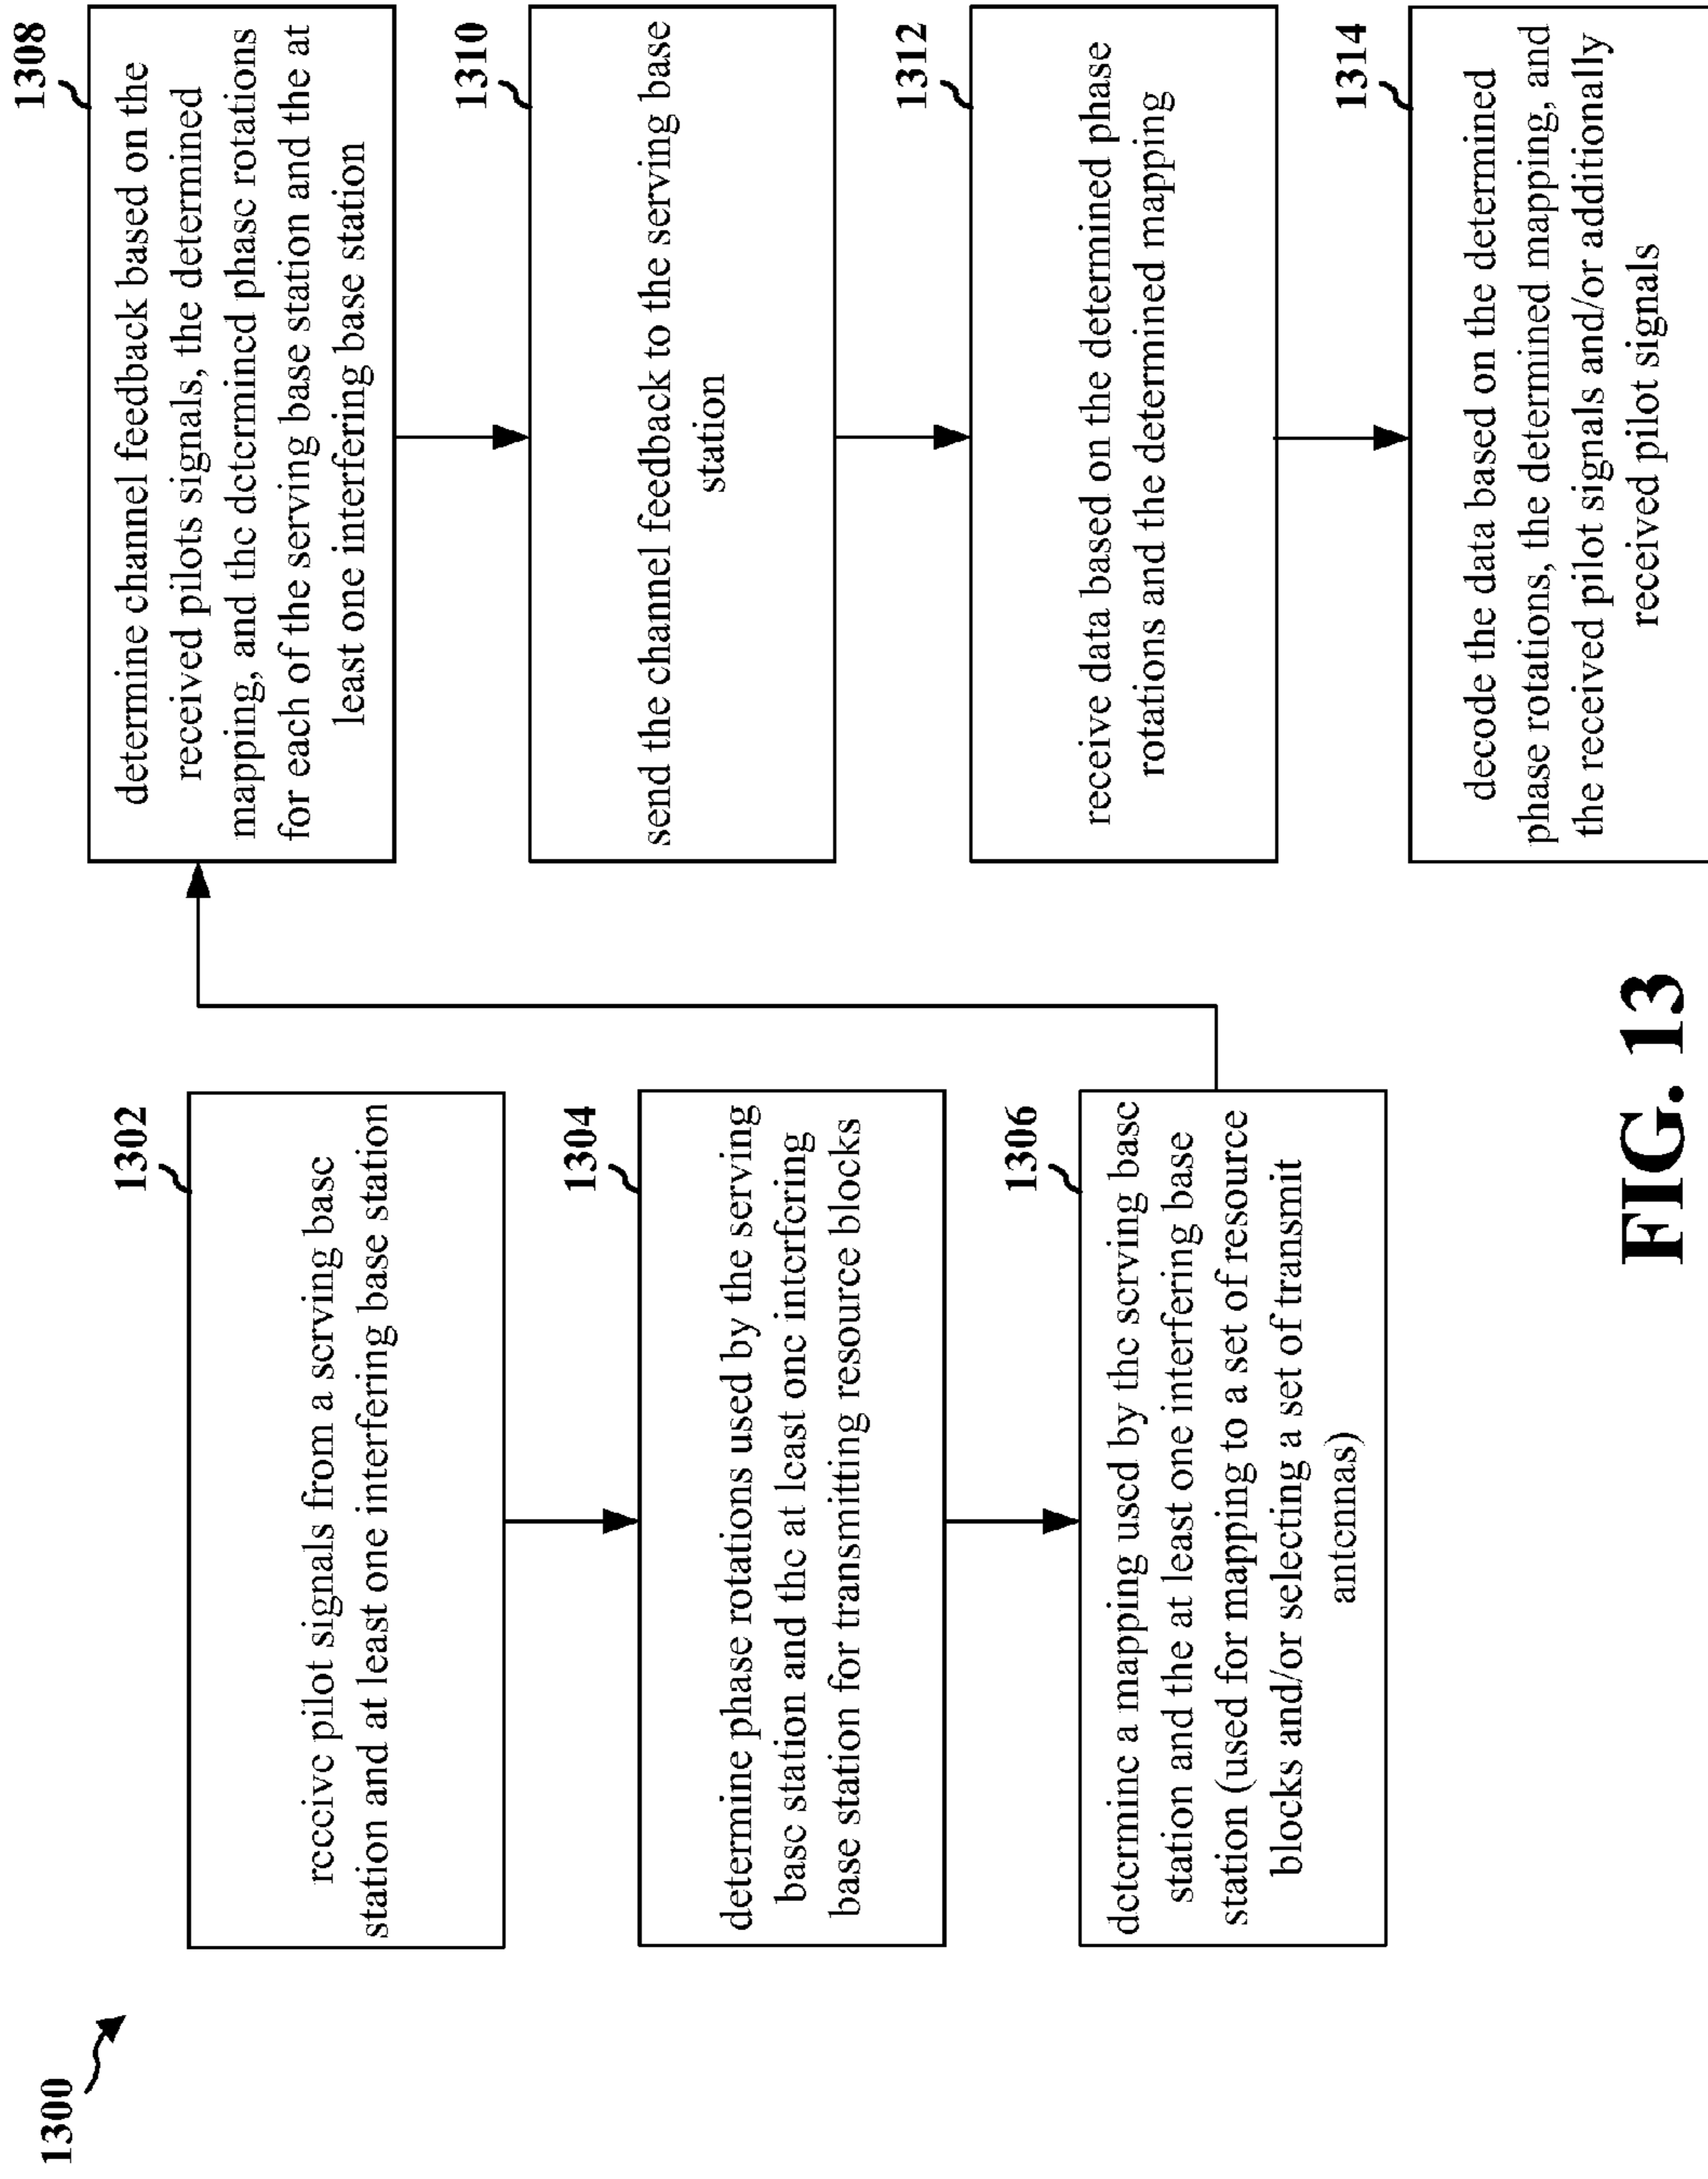 1300
1302
receive pilot signals from a serving base
station and at least one interfering base station
1304
determine phase rotations used by the serving
base station and the at least one interfering
base station for transmitting resource blocks
1306
determine a mapping used by the serving base
station and the at least one interfering base
station (used for mapping to a set of resource
blocks and/or selecting a set of transmit
antennas)
1308
determine channel feedback based on the
received pilots signals, the determined
mapping, and the determined phase rotations
for each of the serving base station and the at
least one interfering base station
1310
send the channel feedback to the serving base
station
1312
receive data based on the determined phase
rotations and the determined mapping
1314
decode the data based on the determined
phase rotations, the determined mapping, and
the received pilot signals and/or additionally
received pilot signals
FIG. 13